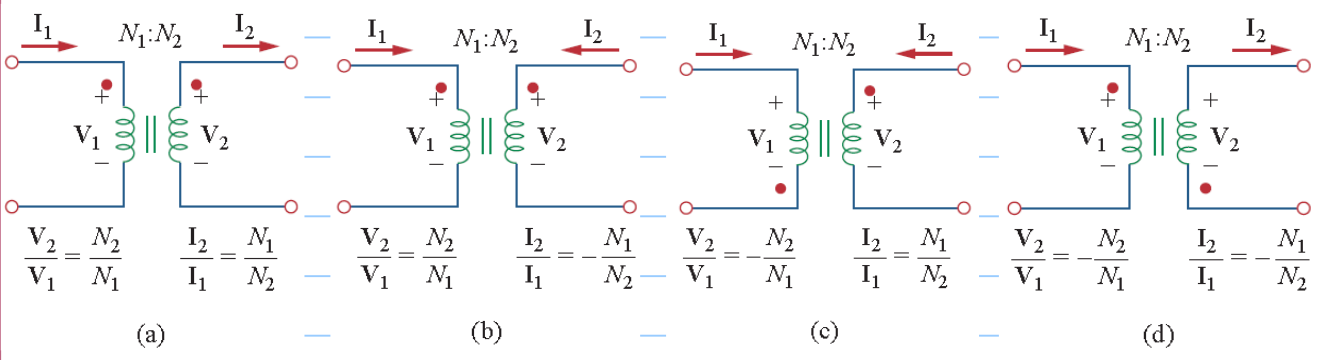 I₁ N₁:N₂ I₂
+ +
V₁ V₂
− −
V₂/V₁ = N₂/N₁ I₂/I₁ = N₁/N₂
(a)
I₁ N₁:N₂ I₂
+ +
V₁ V₂
− −
V₂/V₁ = N₂/N₁ I₂/I₁ = −N₁/N₂
(b)
I₁ N₁:N₂ I₂
+ +
V₁ V₂
− −
V₂/V₁ = −N₂/N₁ I₂/I₁ = N₁/N₂
(c)
I₁ N₁:N₂ I₂
+ +
V₁ V₂
− −
V₂/V₁ = −N₂/N₁ I₂/I₁ = −N₁/N₂
(d)